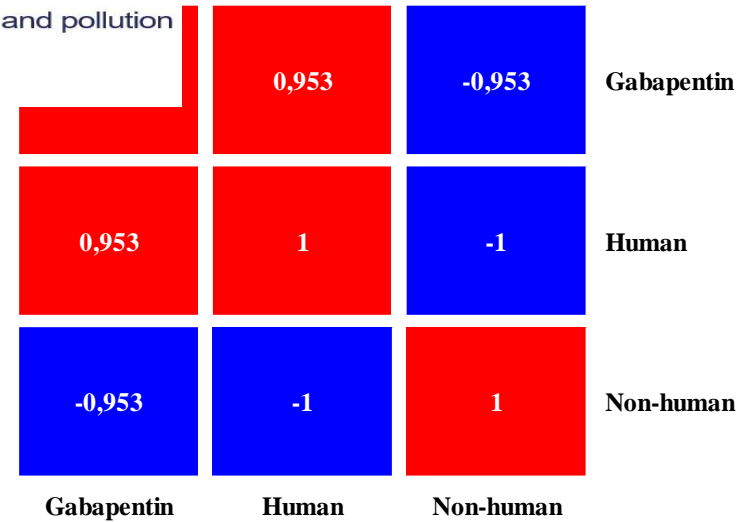 and pollution
0,953 -0,953 Gabapentin
0,953 1 -1 Human
-0,953 -1 1 Non-human
Gabapentin Human Non-human